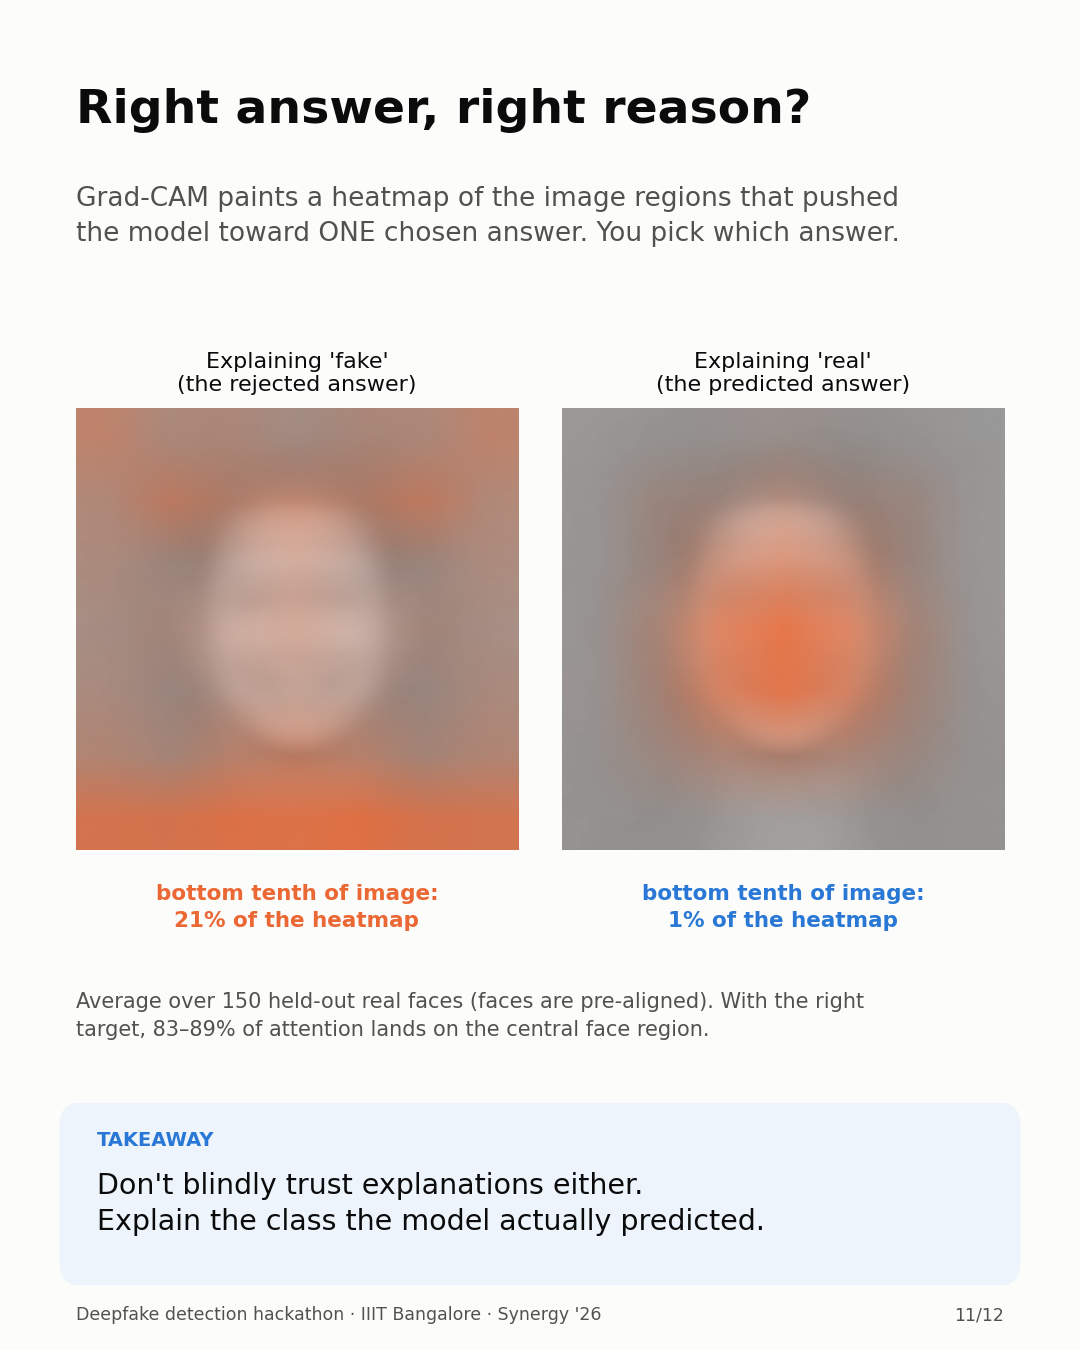 Right answer, right reason?
Grad-CAM paints a heatmap of the image regions that pushed
the model toward ONE chosen answer. You pick which answer.
Explaining 'fake'
(the rejected answer)
Explaining 'real'
(the predicted answer)
bottom tenth of image:
21% of the heatmap
bottom tenth of image:
1% of the heatmap
Average over 150 held-out real faces (faces are pre-aligned). With the right
target, 83–89% of attention lands on the central face region.
TAKEAWAY
Don't blindly trust explanations either.
Explain the class the model actually predicted.
Deepfake detection hackathon · IIIT Bangalore · Synergy '26
11/12